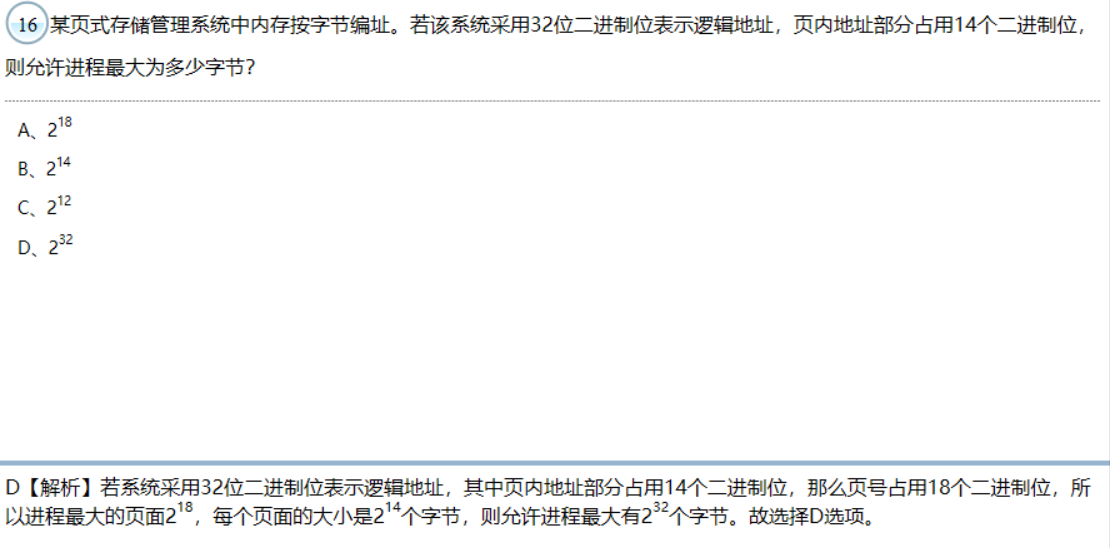 16 某页式存储管理系统中内存按字节编址。若该系统采用32位二进制位表示逻辑地址，页内地址部分占用14个二进制位，
则允许进程最大为多少字节？
A、2^18
B、2^14
C、2^12
D、2^32
D【解析】若系统采用32位二进制位表示逻辑地址，其中页内地址部分占用14个二进制位，那么页号占用18个二进制位，所
以进程最大的页面2^18，每个页面的大小是2^14个字节，则允许进程最大有2^32个字节。故选择D选项。